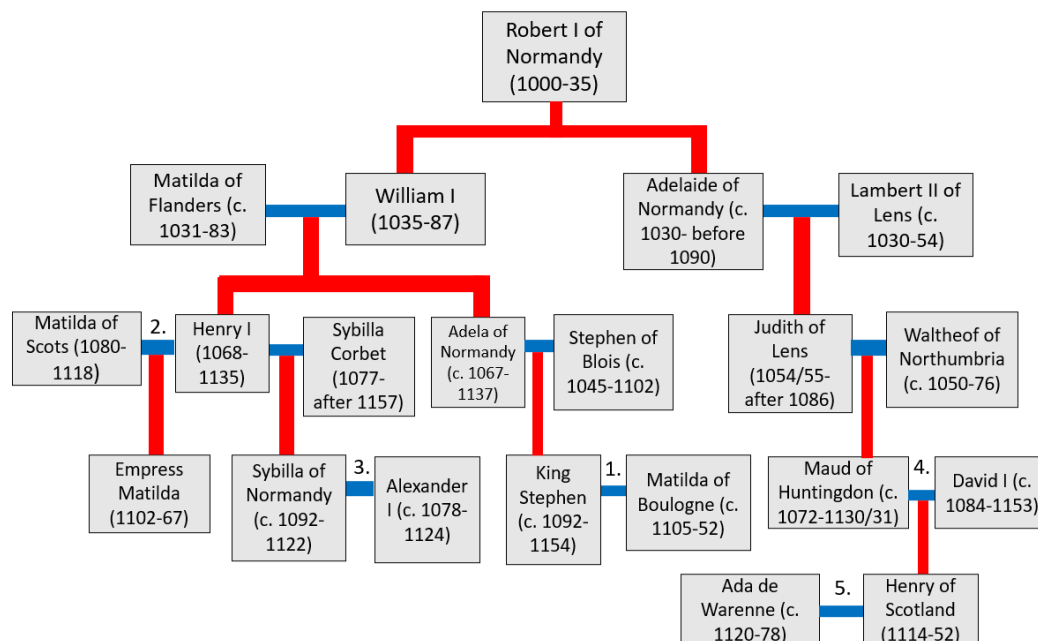 Robert I of
Normandy
(1000-35)
Matilda of
Flanders (c.
1031-83)
William I
(1035-87)
Adelaide of
Normandy (c.
1030- before
1090)
Lambert II of
Lens (c.
1030-54)
Matilda of
Scots (1080-
1118)
2.
Henry I
(1068-
1135)
Sybilla
Corbet
(1077-
after 1157)
Adela of
Normandy
(c. 1067-
1137)
Stephen of
Blois (c.
1045-1102)
Judith of
Lens
(1054/55-
after 1086)
Waltheof of
Northumbria
(c. 1050-76)
Empress
Matilda
(1102-67)
Sybilla of
Normandy
(c. 1092-
1122)
3.
Alexander
I (c. 1078-
1124)
King
Stephen
(c. 1092-
1154)
1.
Matilda of
Boulogne (c.
1105-52)
Maud of
Huntingdon (c.
1072-1130/31)
4.
David I (c.
1084-1153)
Ada de
Warenne (c.
1120-78)
5.
Henry of
Scotland
(1114-52)